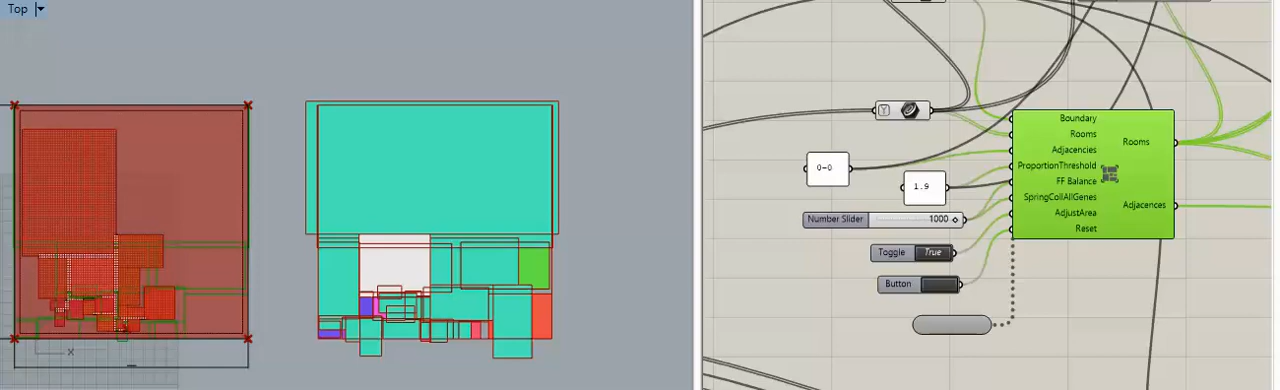 Top
x
Y
0-0
1.9
Number Slider 1000
Toggle True
Button
Boundary
Rooms
Adjacencies
ProportionThreshold
FF Balance
SpringCollAllGenes
AdjustArea
Reset
Rooms
Adjacences